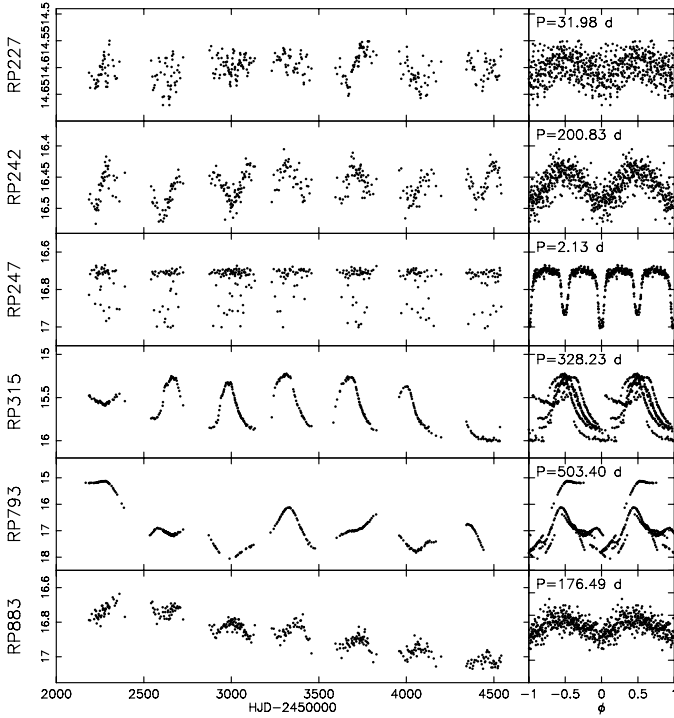 RP227
14.5
14.55
14.6
14.65
P=31.98 d
RP242
16.4
16.45
16.5
P=200.83 d
RP247
16.6
16.8
17
P=2.13 d
RP315
15
15.5
16
P=328.23 d
RP793
15
16
17
18
P=503.40 d
RP883
16.6
16.8
17
P=176.49 d
2000 2500 3000 3500 4000 4500 -1 -0.5 0 0.5 1
HJD-2450000 ϕ